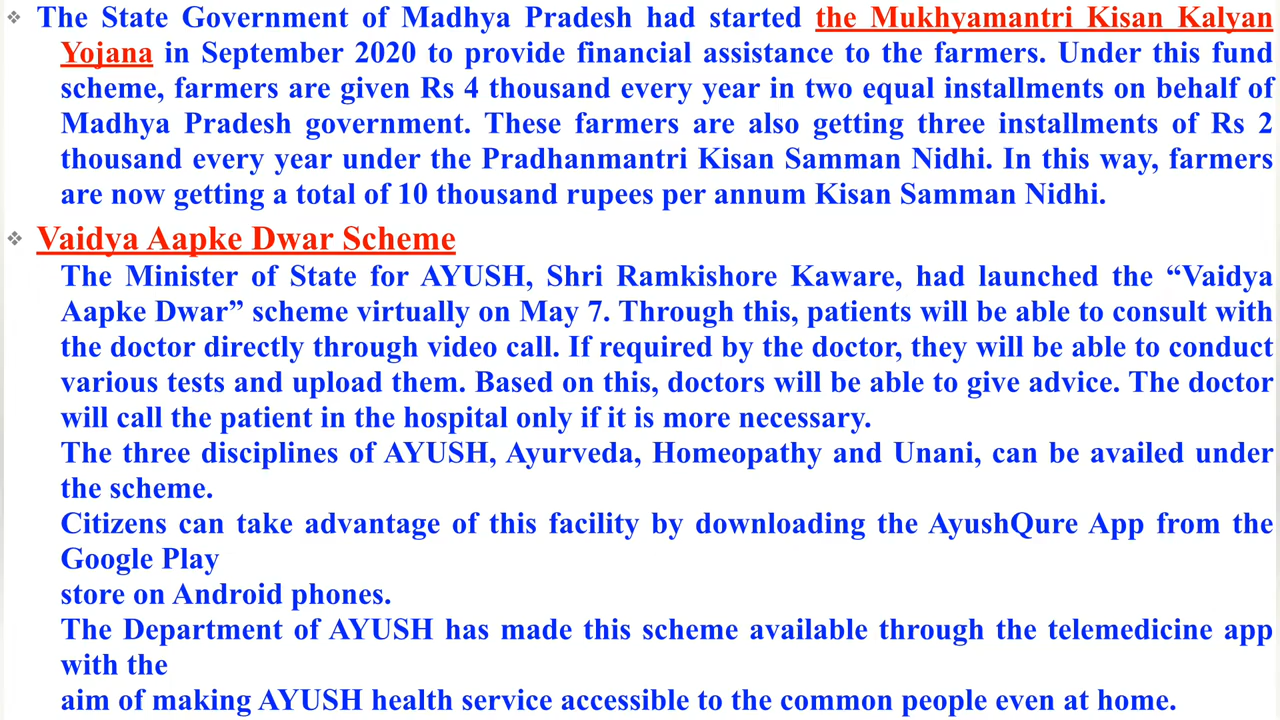 The State Government of Madhya Pradesh had started the Mukhyamantri Kisan Kalyan
Yojana in September 2020 to provide financial assistance to the farmers. Under this fund
scheme, farmers are given Rs 4 thousand every year in two equal installments on behalf of
Madhya Pradesh government. These farmers are also getting three installments of Rs 2
thousand every year under the Pradhanmantri Kisan Samman Nidhi. In this way, farmers
are now getting a total of 10 thousand rupees per annum Kisan Samman Nidhi.
Vaidya Aapke Dwar Scheme
The Minister of State for AYUSH, Shri Ramkishore Kaware, had launched the “Vaidya
Aapke Dwar” scheme virtually on May 7. Through this, patients will be able to consult with
the doctor directly through video call. If required by the doctor, they will be able to conduct
various tests and upload them. Based on this, doctors will be able to give advice. The doctor
will call the patient in the hospital only if it is more necessary.
The three disciplines of AYUSH, Ayurveda, Homeopathy and Unani, can be availed under
the scheme.
Citizens can take advantage of this facility by downloading the AyushQure App from the
Google Play
store on Android phones.
The Department of AYUSH has made this scheme available through the telemedicine app
with the
aim of making AYUSH health service accessible to the common people even at home.